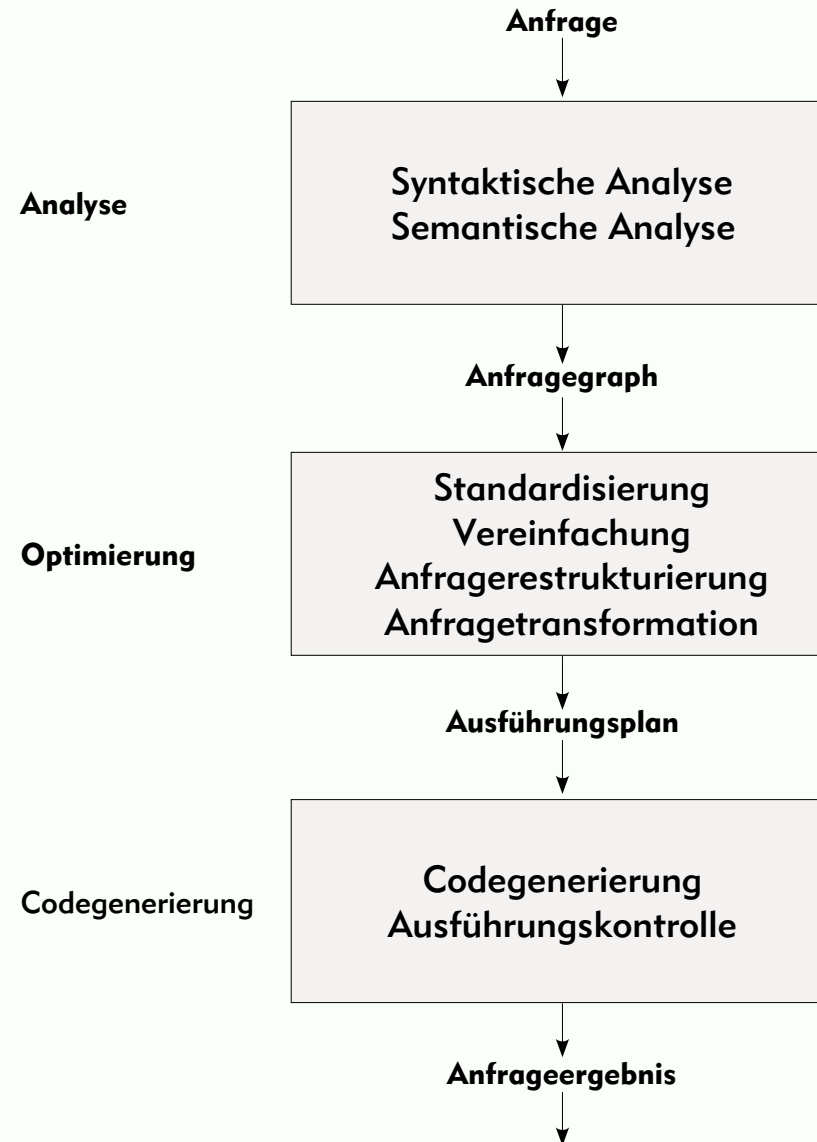 Anfrage
Analyse
Syntaktische Analyse
Semantische Analyse
Anfragegraph
Optimierung
Standardisierung
Vereinfachung
Anfragerestrukturierung
Anfragetransformation
Ausführungsplan
Codegenerierung
Codegenerierung
Ausführungskontrolle
Anfrageergebnis